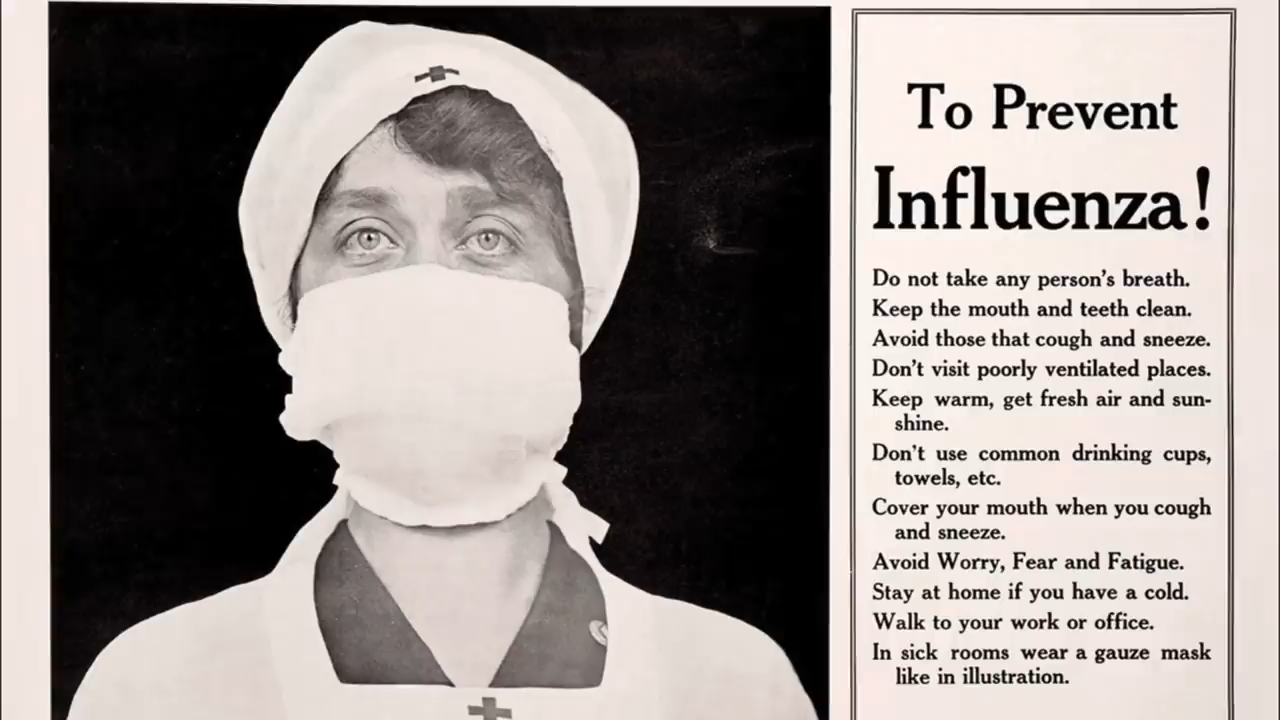 To Prevent
Influenza!
Do not take any person's breath.
Keep the mouth and teeth clean.
Avoid those that cough and sneeze.
Don't visit poorly ventilated places.
Keep warm, get fresh air and sun-
shine.
Don't use common drinking cups,
towels, etc.
Cover your mouth when you cough
and sneeze.
Avoid Worry, Fear and Fatigue.
Stay at home if you have a cold.
Walk to your work or office.
In sick rooms wear a gauze mask
like in illustration.